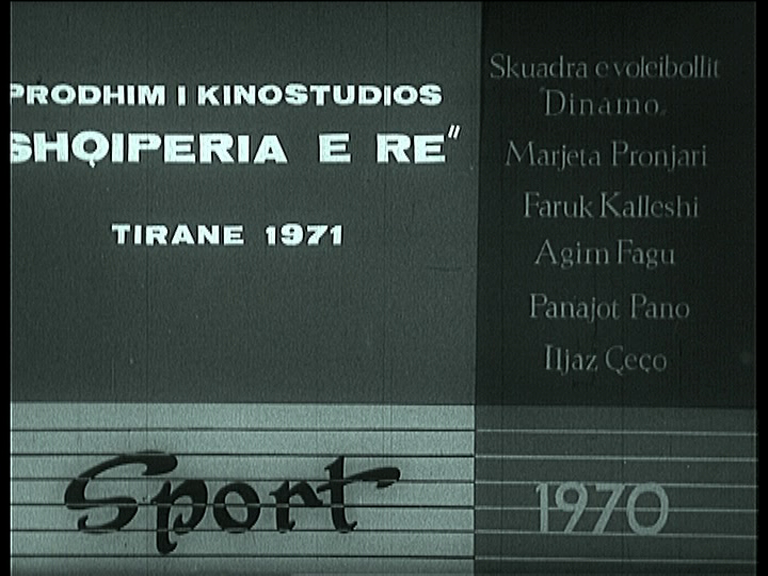 PRODHIM I KINOSTUDIOS
SHQIPERIA E RE"
TIRANE 1971
Skuadra e voleibollit
"Dinamo"
Marjeta Pronjari
Faruk Kalleshi
Agim Fagu
Panajot Pano
Iljaz Çeço
Sport
1970